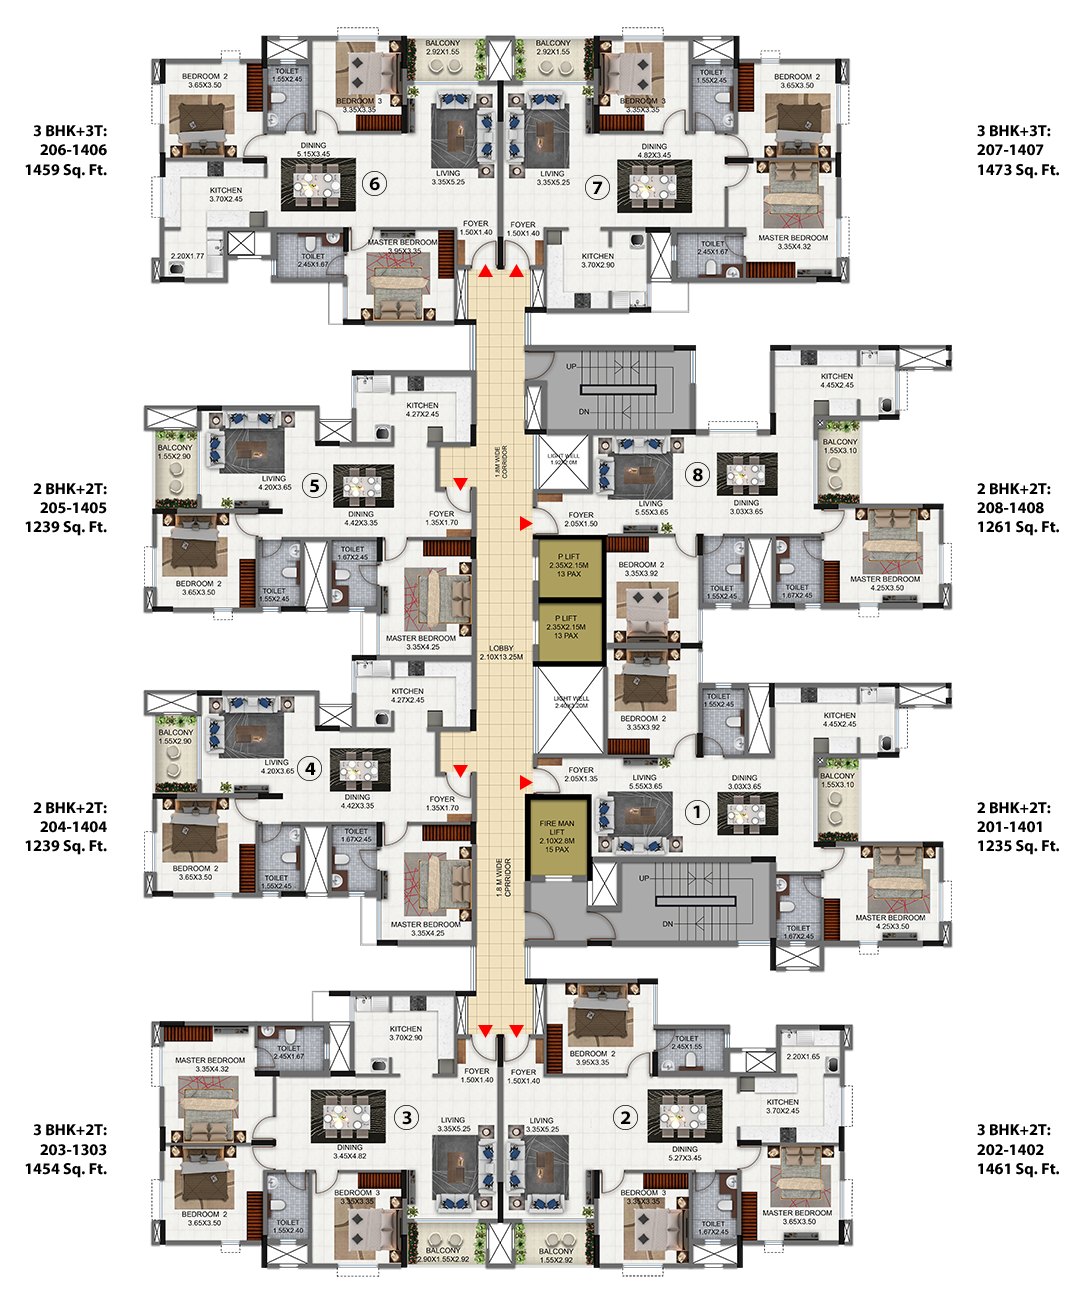 3 BHK+3T:
206-1406
1459 Sq. Ft.
BEDROOM 2
3.65X3.50
TOILET
1.55X2.45
BEDROOM 3
3.35X3.35
BALCONY
2.92X1.55
DINING
5.15X3.45
LIVING
3.35X5.25
KITCHEN
3.70X2.45
6
2.20X1.77
TOILET
2.45X1.67
MASTER BEDROOM
3.95X3.35
FOYER
1.50X1.40
3 BHK+3T:
207-1407
1473 Sq. Ft.
BALCONY
2.92X1.55
BEDROOM 3
3.35X3.35
TOILET
1.55X2.45
BEDROOM 2
3.65X3.50
LIVING
3.35X5.25
DINING
4.82X3.45
7
FOYER
1.50X1.40
KITCHEN
3.70X2.90
TOILET
2.45X1.67
MASTER BEDROOM
3.35X4.32
2 BHK+2T:
205-1405
1239 Sq. Ft.
KITCHEN
4.27X2.45
BALCONY
1.55X2.90
LIVING
4.20X3.65
5
DINING
4.42X3.35
FOYER
1.35X1.70
BEDROOM 2
3.65X3.50
TOILET
1.55X2.45
TOILET
1.67X2.45
MASTER BEDROOM
3.35X4.25
1.8M WIDE
CORRIDOR
UP
DN
LIGHT WELL
1.92X2.0M
2 BHK+2T:
208-1408
1261 Sq. Ft.
KITCHEN
4.45X2.45
BALCONY
1.55X3.10
8
LIVING
5.55X3.65
DINING
3.03X3.65
FOYER
2.05X1.50
BEDROOM 2
3.35X3.92
TOILET
1.55X2.45
TOILET
1.67X2.45
MASTER BEDROOM
4.25X3.50
P LIFT
2.35X2.15M
13 PAX
P LIFT
2.35X2.15M
13 PAX
LOBBY
2.10X13.25M
LIGHT WELL
2.40X3.20M
2 BHK+2T:
204-1404
1239 Sq. Ft.
KITCHEN
4.27X2.45
BALCONY
1.55X2.90
LIVING
4.20X3.65
4
DINING
4.42X3.35
FOYER
1.35X1.70
BEDROOM 2
3.65X3.50
TOILET
1.55X2.45
TOILET
1.67X2.45
MASTER BEDROOM
3.35X4.25
1.8 M WIDE
CPRRIDOR
2 BHK+2T:
201-1401
1235 Sq. Ft.
BEDROOM 2
3.35X3.92
TOILET
1.55X2.45
KITCHEN
4.45X2.45
FOYER
2.05X1.35
LIVING
5.55X3.65
DINING
3.03X3.65
BALCONY
1.55X3.10
1
FIRE MAN
LIFT
2.10X2.8M
15 PAX
UP
DN
TOILET
1.67X2.45
MASTER BEDROOM
4.25X3.50
3 BHK+2T:
203-1303
1454 Sq. Ft.
MASTER BEDROOM
3.35X4.32
TOILET
2.45X1.67
KITCHEN
3.70X2.90
FOYER
1.50X1.40
3
LIVING
3.35X5.25
DINING
3.45X4.82
BEDROOM 2
3.65X3.50
TOILET
1.55X2.40
BEDROOM 3
3.35X3.35
BALCONY
2.90X1.55X2.92
3 BHK+2T:
202-1402
1461 Sq. Ft.
BEDROOM 2
3.95X3.35
TOILET
2.45X1.55
2.20X1.65
FOYER
1.50X1.40
KITCHEN
3.70X2.45
LIVING
3.35X5.25
2
DINING
5.27X3.45
BEDROOM 3
3.35X3.35
TOILET
1.67X2.45
MASTER BEDROOM
3.65X3.50
BALCONY
1.55X2.92